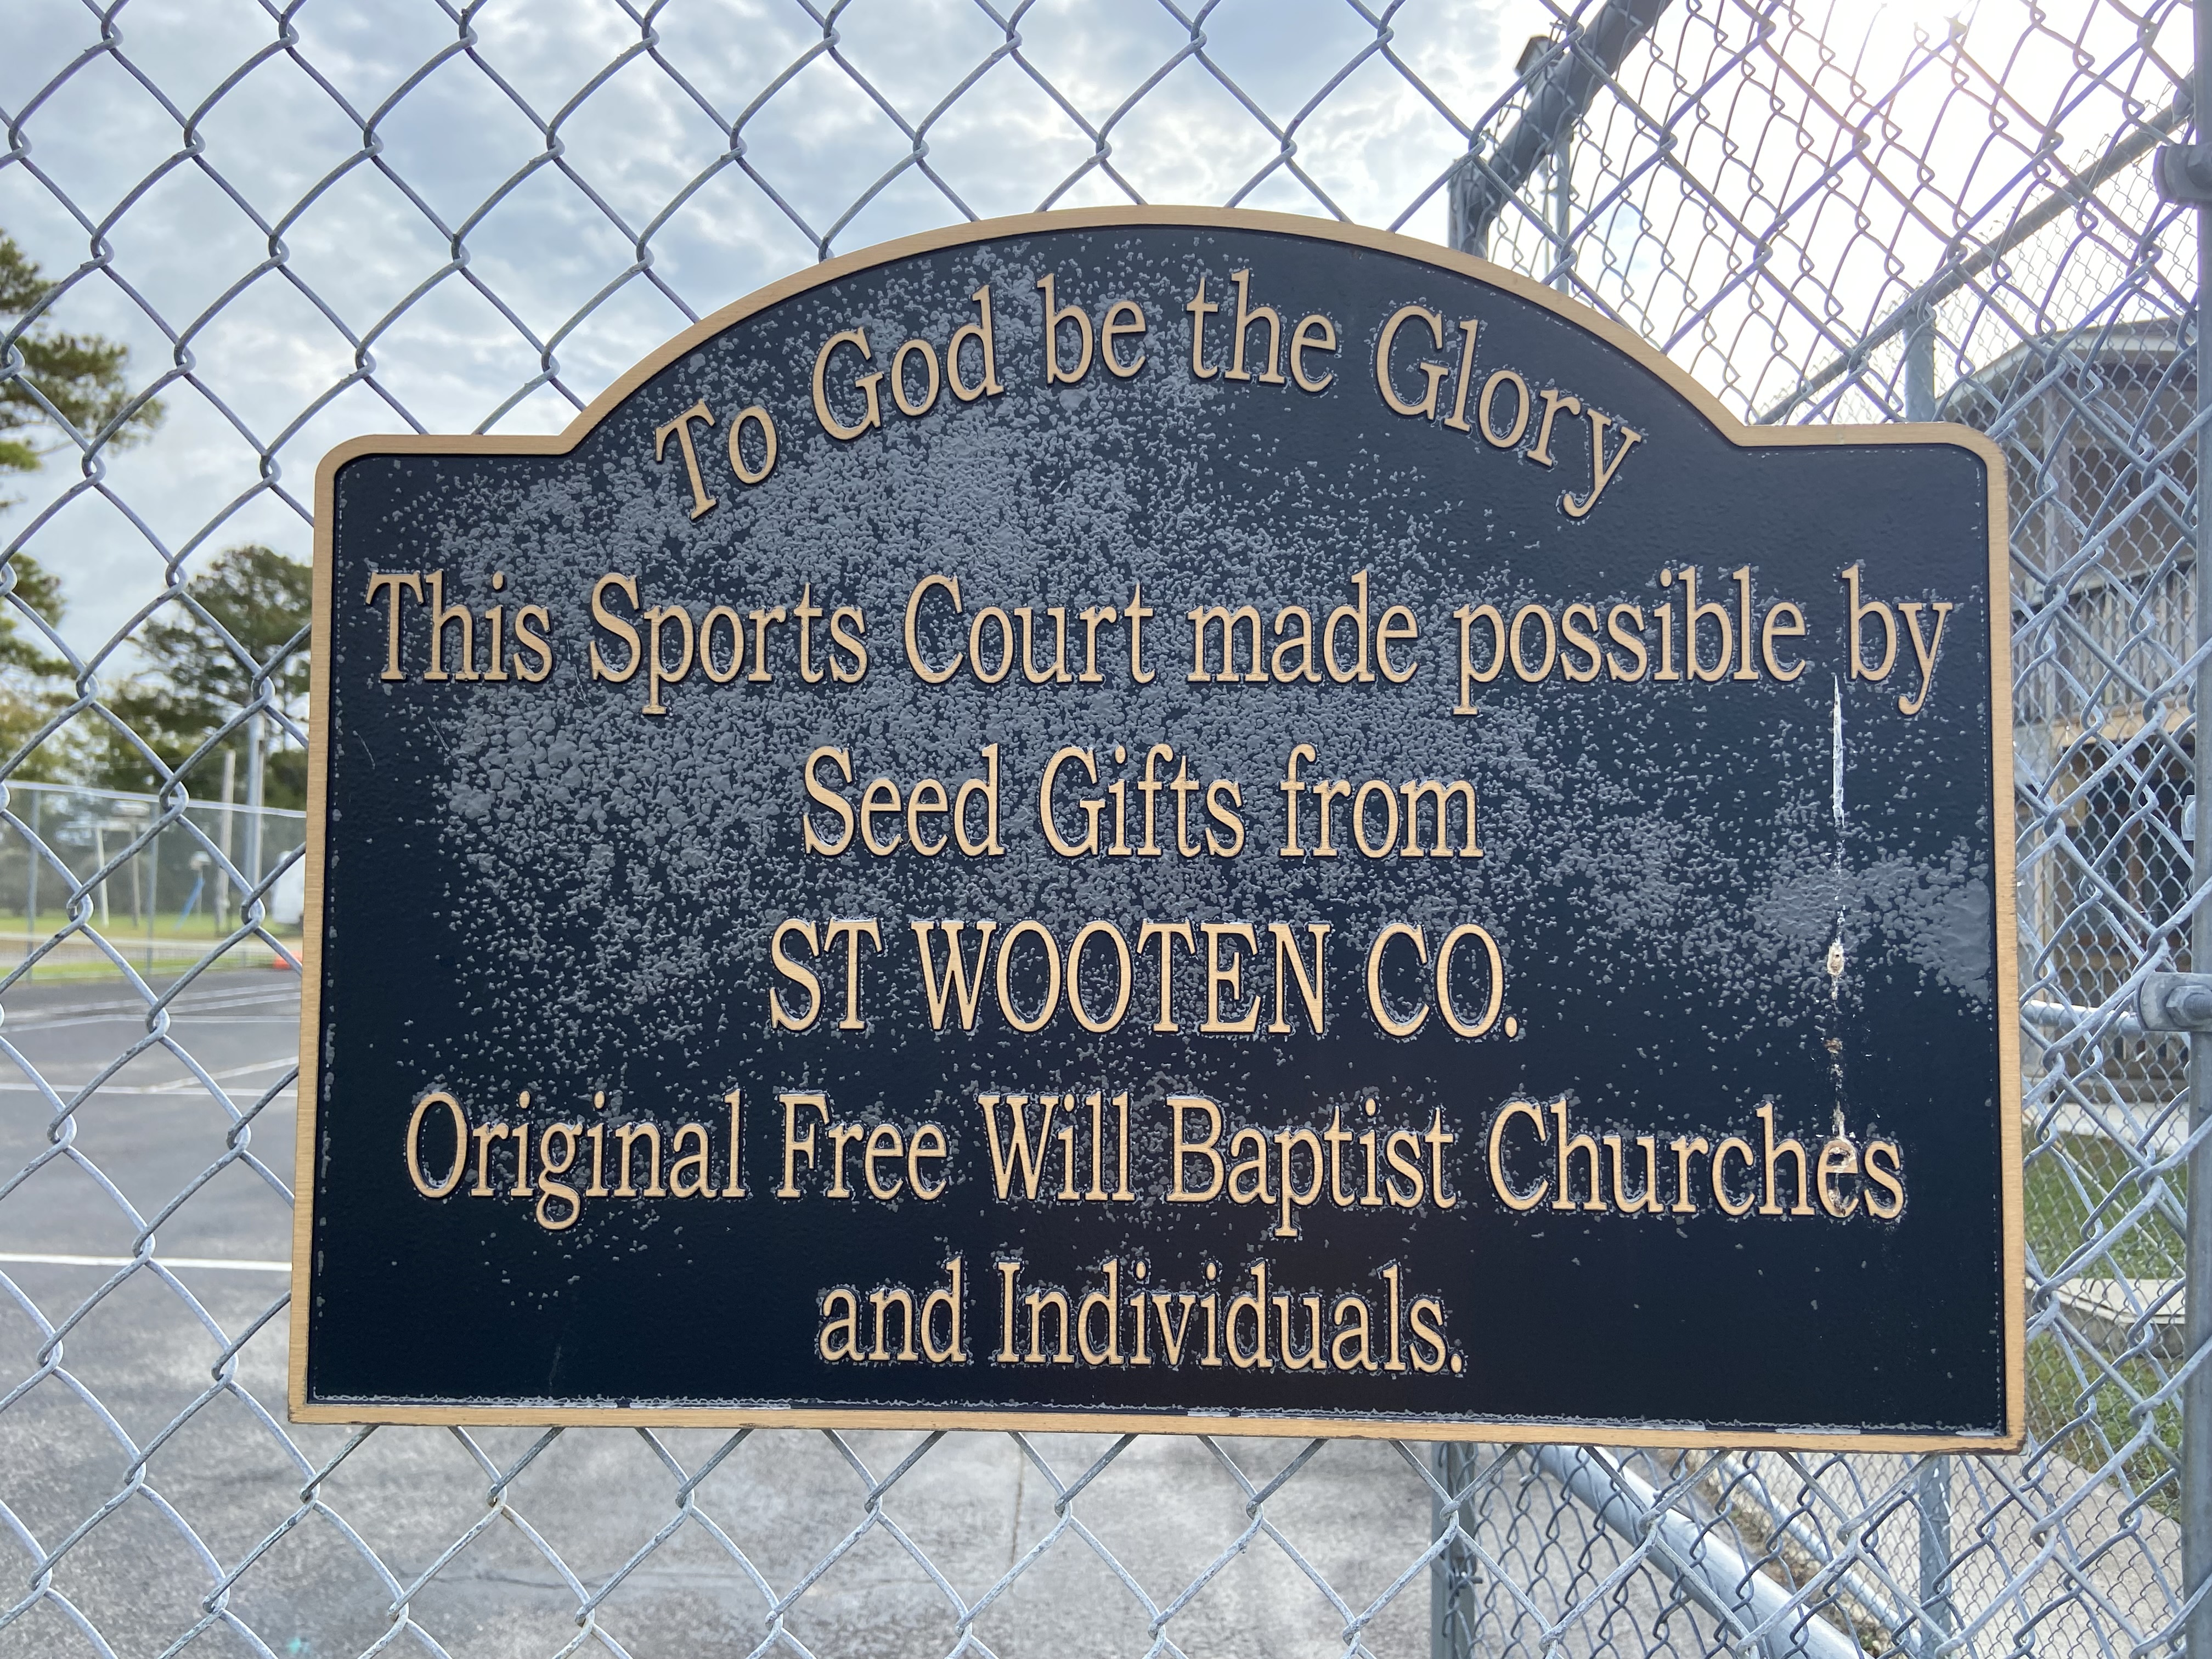 To God be the Glory
This Sports Court made possible by
Seed Gifts from
ST WOOTEN CO.
Original Free Will Baptist Churches
and Individuals.